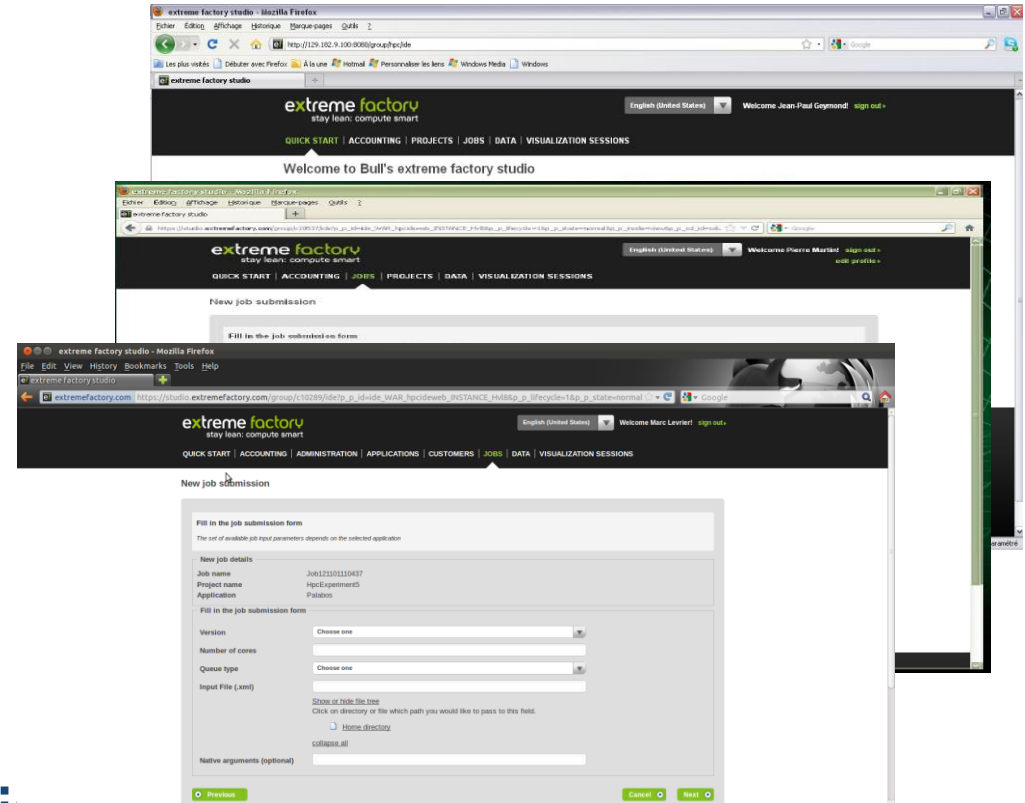 extreme factory studio - Mozilla Firefox
Fichier Édition Affichage Historique Marque-pages Outils ?
http://129.182.9.100:8080/group/hpc/ide
Google
Les plus visités Débuter avec Firefox À la une Hotmail Personnaliser les liens Windows Media Windows
extreme factory studio
extreme factory
stay lean: compute smart
English (United States) Welcome Jean-Paul Geymond! sign out»
QUICK START | ACCOUNTING | PROJECTS | JOBS | DATA | VISUALIZATION SESSIONS
Welcome to Bull's extreme factory studio
extreme factory studio - Mozilla Firefox
Fichier Édition Affichage Historique Marque-pages Outils ?
extreme factory studio
Google
extreme factory
stay lean: compute smart
English (United States) Welcome Pierre Martin! sign out»
edit profile»
QUICK START | ACCOUNTING | JOBS | PROJECTS | DATA | VISUALIZATION SESSIONS
New job submission
Fill in the job submission form
extreme factory studio - Mozilla Firefox
File Edit View History Bookmarks Tools Help
extreme factory studio
extremefactory.com https://studio.extremefactory.com/group/c10289/ide?p_p_id=ide_WAR_hpcideweb_INSTANCE_Hvl8&p_p_lifecycle=1&p_p_state=normal Google
extreme factory
stay lean: compute smart
English (United States) Welcome Marc Levrier! sign out»
QUICK START | ACCOUNTING | ADMINISTRATION | APPLICATIONS | CUSTOMERS | JOBS | DATA | VISUALIZATION SESSIONS
New job submission
Fill in the job submission form
The set of available job input parameters depends on the selected application
New job details
Job name Job121101110437
Project name HpcExperiment5
Application Palabos
Fill in the job submission form
Version Choose one
Number of cores
Queue type Choose one
Input File (.xml)
Show or hide file tree
Click on directory or file which path you would like to pass to this field.
Home directory
collapse all
Native arguments (optional)
Previous Cancel Next